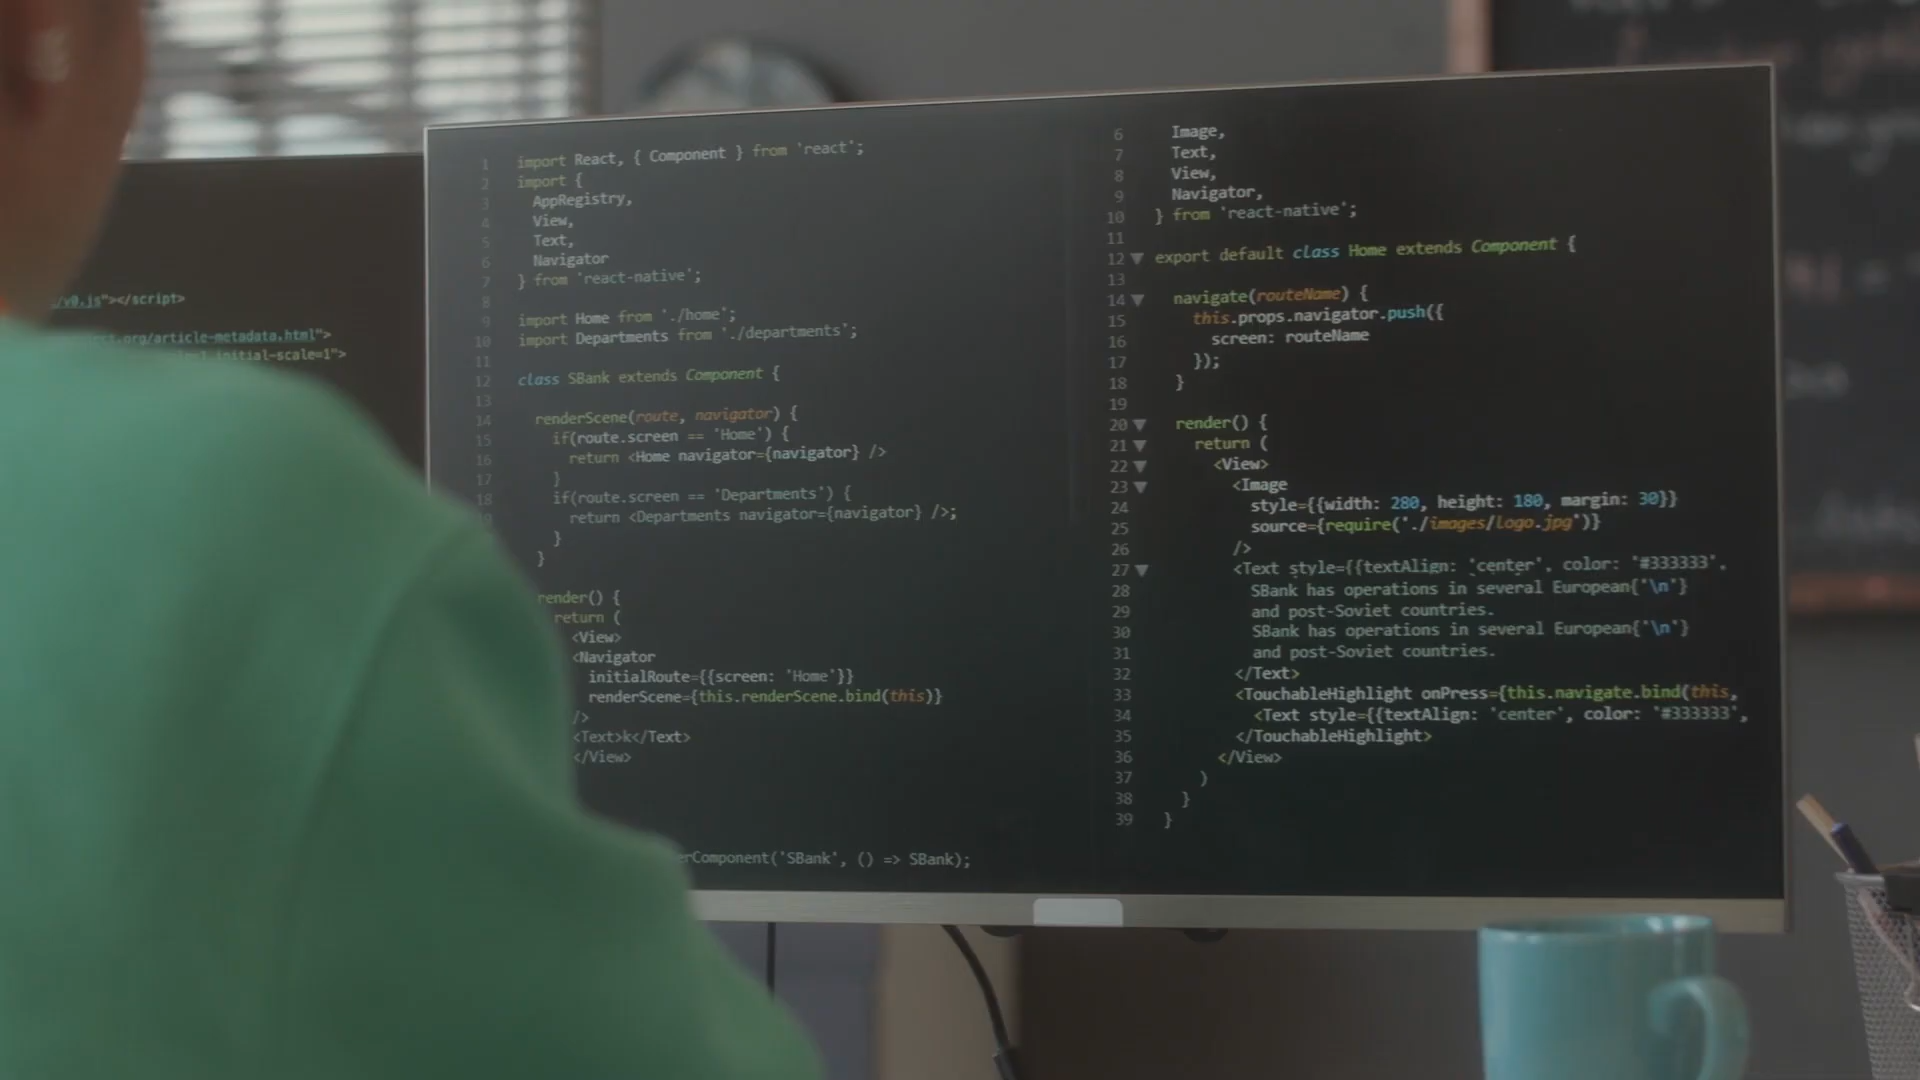 /v0.js"></script>
ject.org/article-metadata.html">
initial-scale=1">
1 import React, { Component } from 'react';
2 import {
3 AppRegistry,
4 View,
5 Text,
6 Navigator
7 } from 'react-native';
8
9 import Home from './home';
10 import Departments from './departments';
11
12 class SBank extends Component {
13
14 renderScene(route, navigator) {
15 if(route.screen == 'Home') {
16 return <Home navigator={navigator} />
17 }
18 if(route.screen == 'Departments') {
19 return <Departments navigator={navigator} />;
}
}
render() {
return (
<View>
<Navigator
initialRoute={{screen: 'Home'}}
renderScene={this.renderScene.bind(this)}
/>
<Text>k</Text>
</View>
erComponent('SBank', () => SBank);
6 Image,
7 Text,
8 View,
9 Navigator,
10 } from 'react-native';
11
12 export default class Home extends Component {
13
14 navigate(routeName) {
15 this.props.navigator.push({
16 screen: routeName
17 });
18 }
19
20 render() {
21 return (
22 <View>
23 <Image
24 style={{width: 280, height: 180, margin: 30}}
25 source={require('./images/logo.jpg')}
26 />
27 <Text style={{textAlign: 'center', color: '#333333',
28 SBank has operations in several European{'\n'}
29 and post-Soviet countries.
30 SBank has operations in several European{'\n'}
31 and post-Soviet countries.
32 </Text>
33 <TouchableHighlight onPress={this.navigate.bind(this,
34 <Text style={{textAlign: 'center', color: '#333333',
35 </TouchableHighlight>
36 </View>
37 )
38 }
39 }